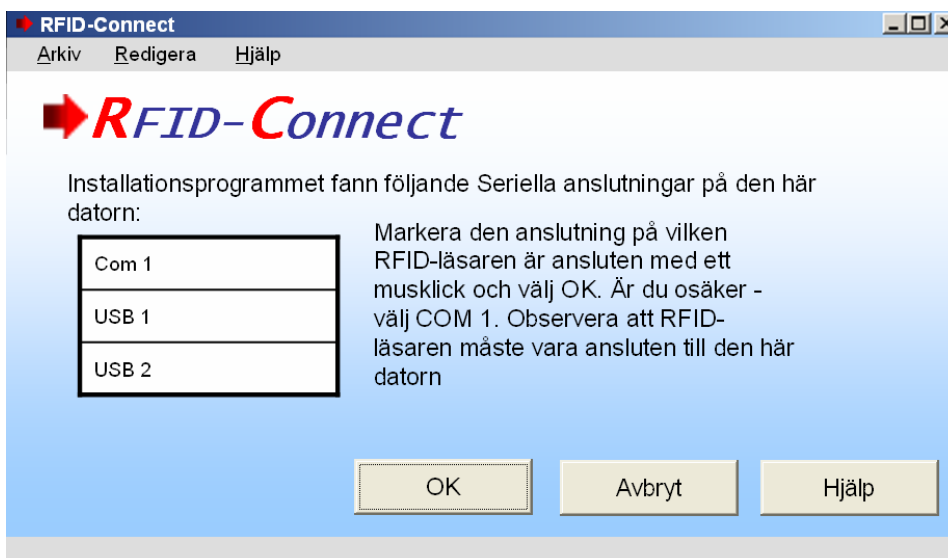 RFID-Connect
Arkiv Redigera Hjälp
RFID-Connect
Installationsprogrammet fann följande Seriella anslutningar på den här
datorn:
Com 1
USB 1
USB 2
Markera den anslutning på vilken
RFID-läsaren är ansluten med ett
musklick och välj OK. Är du osäker -
välj COM 1. Observera att RFID-
läsaren måste vara ansluten till den här
datorn
OK Avbryt Hjälp